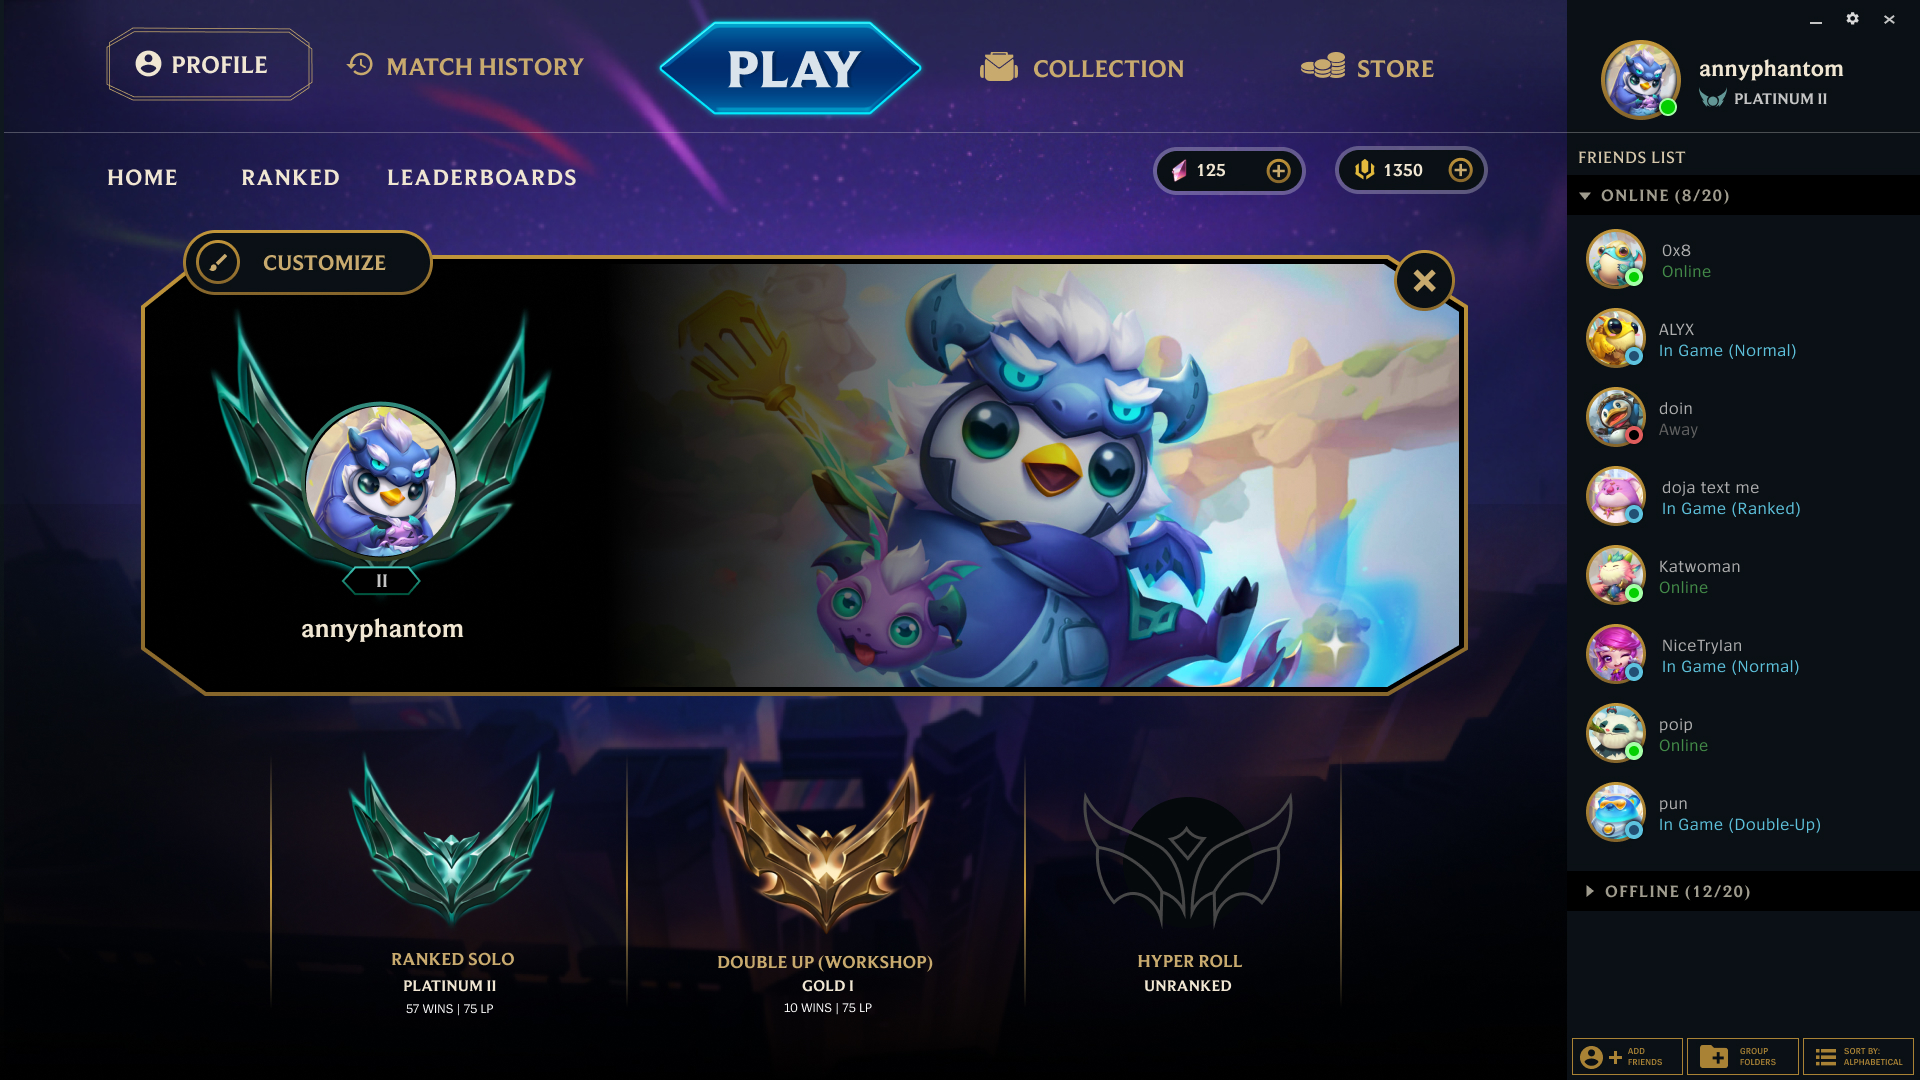 PROFILE
MATCH HISTORY
PLAY
COLLECTION
STORE
HOME
RANKED
LEADERBOARDS
125
1350
CUSTOMIZE
II
annyphantom
RANKED SOLO
PLATINUM II
57 WINS | 75 LP
DOUBLE UP (WORKSHOP)
GOLD I
10 WINS | 75 LP
HYPER ROLL
UNRANKED
annyphantom
PLATINUM II
FRIENDS LIST
ONLINE (8/20)
0x8
Online
ALYX
In Game (Normal)
doin
Away
doja text me
In Game (Ranked)
Katwoman
Online
NiceTryIan
In Game (Normal)
poip
Online
pun
In Game (Double-Up)
OFFLINE (12/20)
ADD
FRIENDS
GROUP
FOLDERS
SORT BY:
ALPHABETICAL